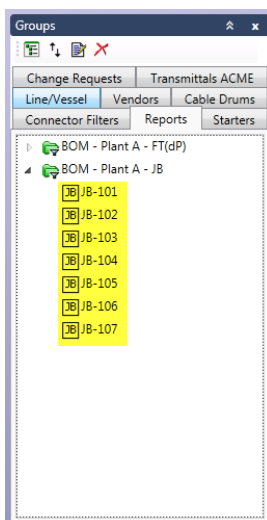 Groups
Change Requests Transmittals ACME
Line/Vessel Vendors Cable Drums
Connector Filters Reports Starters
BOM - Plant A - FT(dP)
BOM - Plant A - JB
JB JB-101
JB JB-102
JB JB-103
JB JB-104
JB JB-105
JB JB-106
JB JB-107